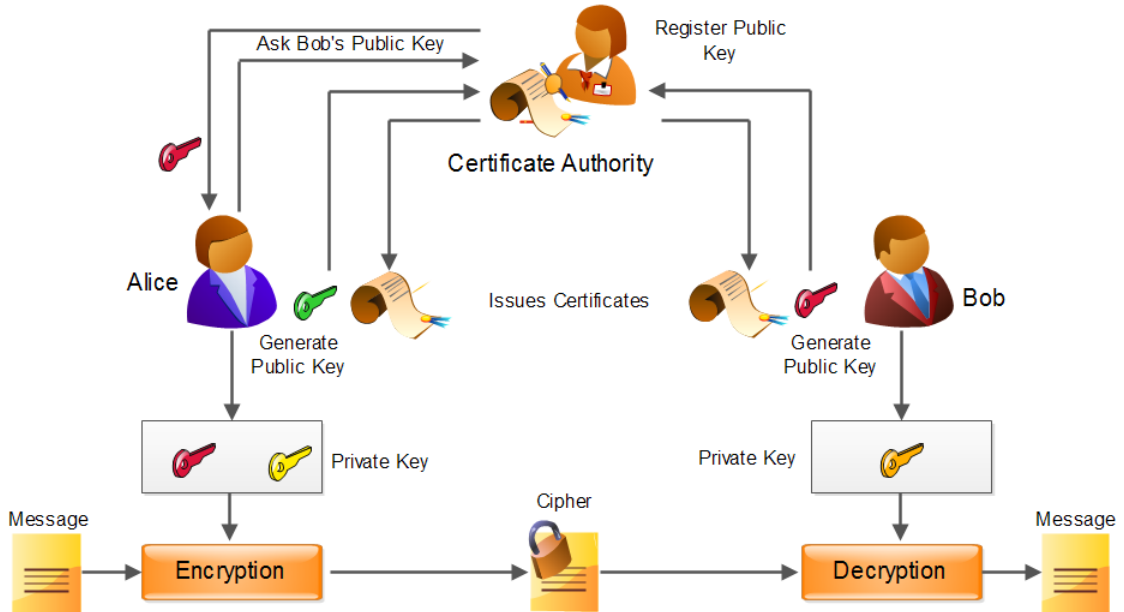 Ask Bob's Public Key
Register Public
Key
Certificate Authority
Alice
Issues Certificates
Bob
Generate
Public Key
Generate
Public Key
Private Key
Private Key
Message
Cipher
Message
Encryption
Decryption